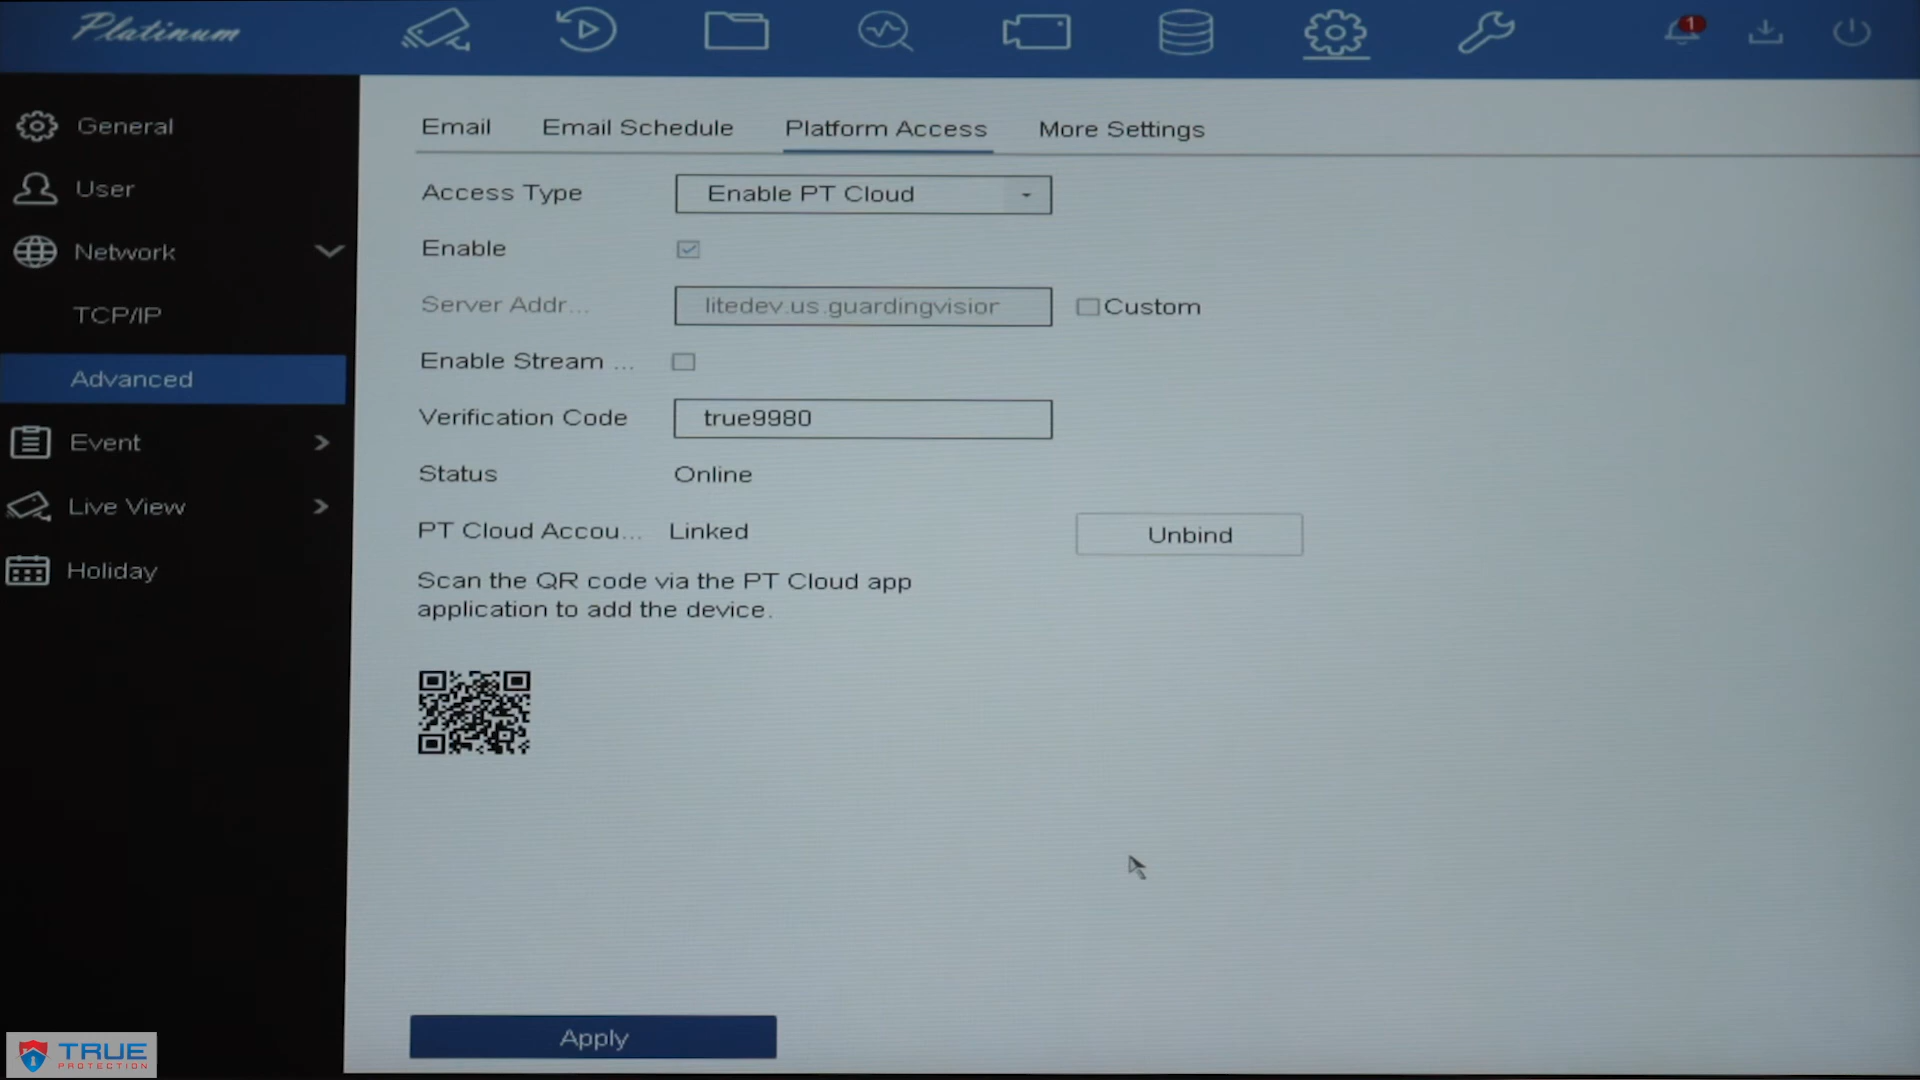 Platinum
1
General
User
Network
TCP/IP
Advanced
Event
Live View
Holiday
Email Email Schedule Platform Access More Settings
Access Type Enable PT Cloud
Enable
Server Addr... litedev.us.guardingvisior Custom
Enable Stream ...
Verification Code true9980
Status Online
PT Cloud Accou... Linked Unbind
Scan the QR code via the PT Cloud app
application to add the device.
Apply
TRUE
PROTECTION